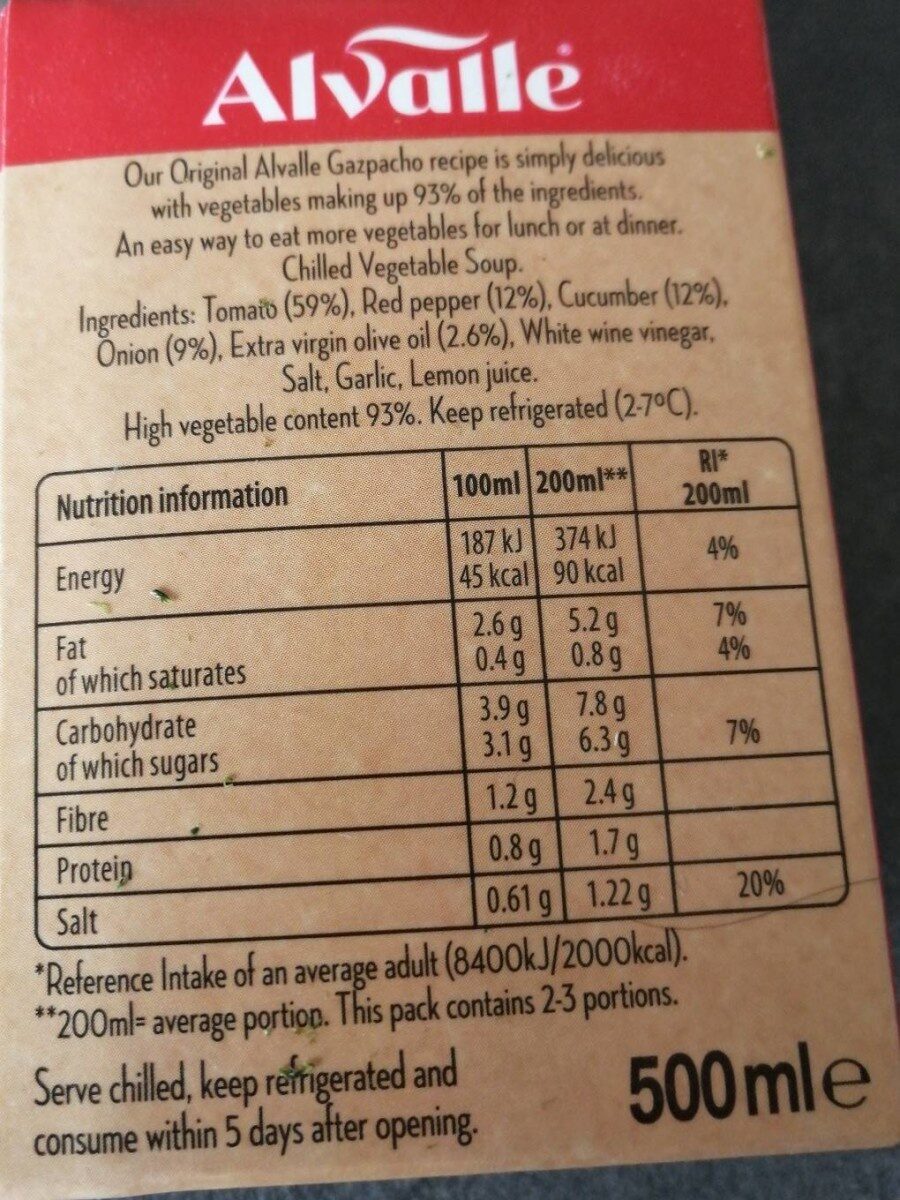 Alvalle
Our Original Alvalle Gazpacho recipe is simply delicious
with vegetables making up 93% of the ingredients.
An easy way to eat more vegetables for lunch or at dinner.
Chilled Vegetable Soup.
Ingredients: Tomato (59%), Red pepper (12%), Cucumber (12%),
Onion (9%), Extra virgin olive oil (2.6%), White wine vinegar,
Salt, Garlic, Lemon juice.
High vegetable content 93%. Keep refrigerated (2-7°C).
Nutrition information 100ml 200ml** RI* 200ml
Energy 187 kJ 45 kcal 374 kJ 90 kcal 4%
Fat 2.6 g 5.2 g 7%
of which saturates 0.4 g 0.8 g 4%
Carbohydrate 3.9 g 7.8 g
of which sugars 3.1 g 6.3 g 7%
Fibre 1.2 g 2.4 g
Protein 0.8 g 1.7 g
Salt 0.61 g 1.22 g 20%
*Reference Intake of an average adult (8400kJ/2000kcal).
**200ml= average portion. This pack contains 2-3 portions.
Serve chilled, keep refrigerated and
consume within 5 days after opening.
500 ml e